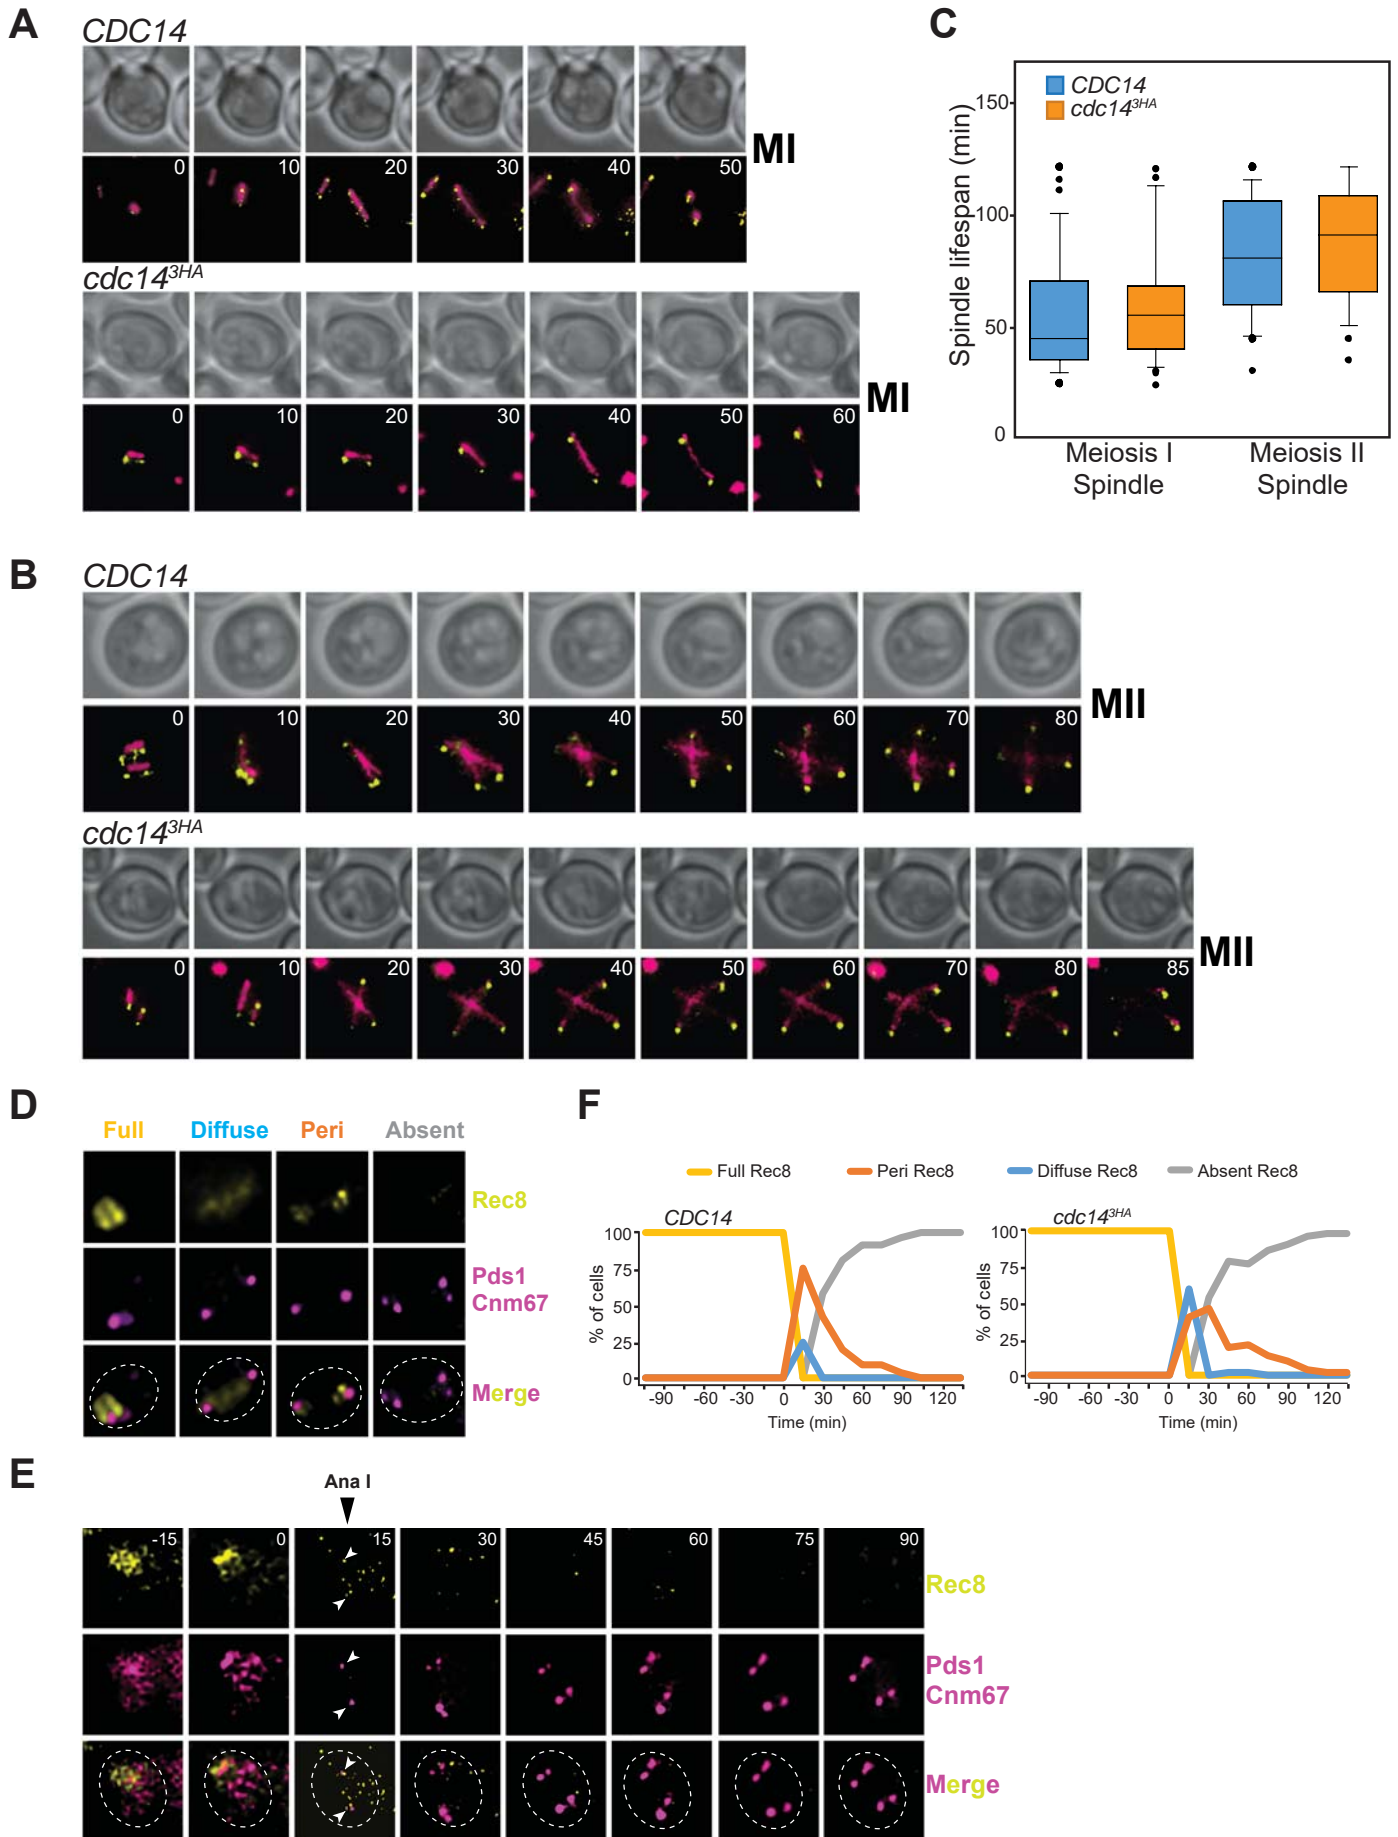 A
CDC14
0 10 20 30 40 50
MI
cdc14 3HA
0 10 20 30 40 50 60
MI
C
CDC14
cdc14 3HA
Spindle lifespan (min)
150
100
50
0
Meiosis I Spindle
Meiosis II Spindle
B
CDC14
0 10 20 30 40 50 60 70 80
MII
cdc14 3HA
0 10 20 30 40 50 60 70 80 85
MII
D
Full Diffuse Peri Absent
Rec8
Pds1
Cnm67
Merge
F
Full Rec8 Peri Rec8 Diffuse Rec8 Absent Rec8
CDC14
% of cells
100
75
50
25
0
-90 -60 -30 0 30 60 90 120
Time (min)
cdc14 3HA
% of cells
100
75
50
25
0
-90 -60 -30 0 30 60 90 120
Time (min)
E
Ana I
-15 0 15 30 45 60 75 90
Rec8
Pds1
Cnm67
Merge